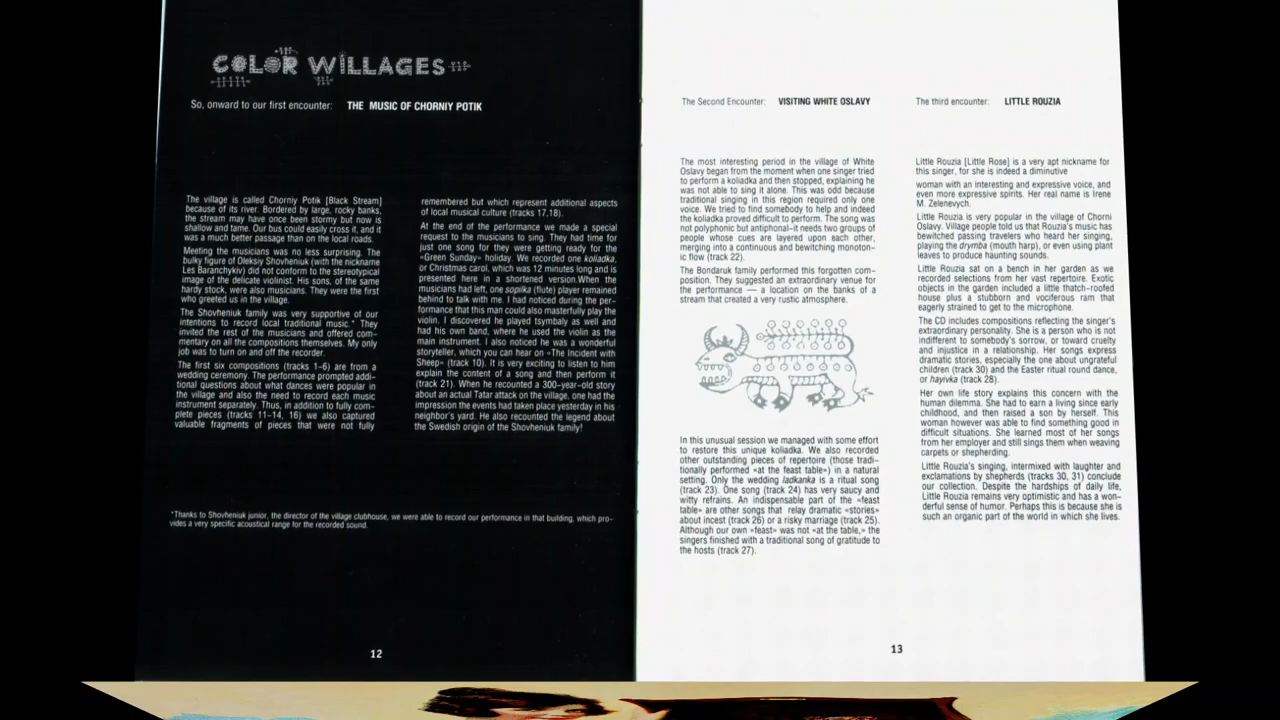 COLOR WILLAGES
So, onward to our first encounter: THE MUSIC OF CHORNIY POTIK
The village is called Chorniy Potik [Black Stream]
because of its river. Bordered by large, rocky banks,
the stream may have once been stormy but now is
shallow and tame. Our bus could easily cross it, and it
was a much better passage than on the local roads.
Meeting the musicians was no less surprising. The
bulky figure of Oleksiy Shovheniuk (with the nickname
Les Baranchykiv) did not conform to the stereotypical
image of the delicate violinist. His sons, of the same
hardy stock, were also musicians. They were the first
who greeted us in the village.
The Shovheniuk family was very supportive of our
intentions to record local traditional music.* They
invited the rest of the musicians and offered com-
mentary on all the compositions themselves. My only
job was to turn on and off the recorder.
The first six compositions (tracks 1–6) are from a
wedding ceremony. The performance prompted addi-
tional questions about what dances were popular in
the village and also the need to record each music
instrument separately. Thus, in addition to fully com-
plete pieces (tracks 11–14, 16) we also captured
valuable fragments of pieces that were not fully
remembered but which represent additional aspects
of local musical culture (tracks 17,18).
At the end of the performance we made a special
request to the musicians to sing. They had time for
just one song for they were getting ready for the
«Green Sunday» holiday. We recorded one koliadka,
or Christmas carol, which was 12 minutes long and is
presented here in a shortened version.When the
musicians had left, one sopilka (flute) player remained
behind to talk with me. I had noticed during the per-
formance that this man could also masterfully play the
violin. I discovered he played tsymbaly as well and
had his own band, where he used the violin as the
main instrument. I also noticed he was a wonderful
storyteller, which you can hear on «The Incident with
Sheep» (track 10). It is very exciting to listen to him
explain the content of a song and then perform it
(track 21). When he recounted a 300-year-old story
about an actual Tatar attack on the village, one had the
impression the events had taken place yesterday in his
neighbor's yard. He also recounted the legend about
the Swedish origin of the Shovheniuk family!
*Thanks to Shovheniuk junior, the director of the village clubhouse, we were able to record our performance in that building, which pro-
vides a very specific acoustical range for the recorded sound.
12
The Second Encounter: VISITING WHITE OSLAVY
The most interesting period in the village of White
Oslavy began from the moment when one singer tried
to perform a koliadka and then stopped, explaining he
was not able to sing it alone. This was odd because
traditional singing in this region required only one
voice. We tried to find somebody to help and indeed
the koliadka proved difficult to perform. The song was
not polyphonic but antiphonal–it needs two groups of
people whose cues are layered upon each other,
merging into a continuous and bewitching monoton-
ic flow (track 22).
The Bondaruk family performed this forgotten com-
position. They suggested an extraordinary venue for
the performance — a location on the banks of a
stream that created a very rustic atmosphere.
In this unusual session we managed with some effort
to restore this unique koliadka. We also recorded
other outstanding pieces of repertoire (those tradi-
tionally performed «at the feast table») in a natural
setting. Only the wedding ladkanka is a ritual song
(track 23). One song (track 24) has very saucy and
witty refrains. An indispensable part of the «feast
table» are other songs that relay dramatic «stories»
about incest (track 26) or a risky marriage (track 25).
Although our own «feast» was not «at the table,» the
singers finished with a traditional song of gratitude to
the hosts (track 27).
The third encounter: LITTLE ROUZIA
Little Rouzia [Little Rose] is a very apt nickname for
this singer, for she is indeed a diminutive
woman with an interesting and expressive voice, and
even more expressive spirits. Her real name is Irene
M. Zelenevych.
Little Rouzia is very popular in the village of Chorni
Oslavy. Village people told us that Rouzia's music has
bewitched passing travelers who heard her singing,
playing the drymba (mouth harp), or even using plant
leaves to produce haunting sounds.
Little Rouzia sat on a bench in her garden as we
recorded selections from her vast repertoire. Exotic
objects in the garden included a little thatch–roofed
house plus a stubborn and vociferous ram that
eagerly strained to get to the microphone.
The CD includes compositions reflecting the singer's
extraordinary personality. She is a person who is not
indifferent to somebody's sorrow, or toward cruelty
and injustice in a relationship. Her songs express
dramatic stories, especially the one about ungrateful
children (track 30) and the Easter ritual round dance,
or hayivka (track 28).
Her own life story explains this concern with the
human dilemma. She had to earn a living since early
childhood, and then raised a son by herself. This
woman however was able to find something good in
difficult situations. She learned most of her songs
from her employer and still sings them when weaving
carpets or shepherding.
Little Rouzia's singing, intermixed with laughter and
exclamations by shepherds (tracks 30, 31) conclude
our collection. Despite the hardships of daily life,
Little Rouzia remains very optimistic and has a won-
derful sense of humor. Perhaps this is because she is
such an organic part of the world in which she lives.
13